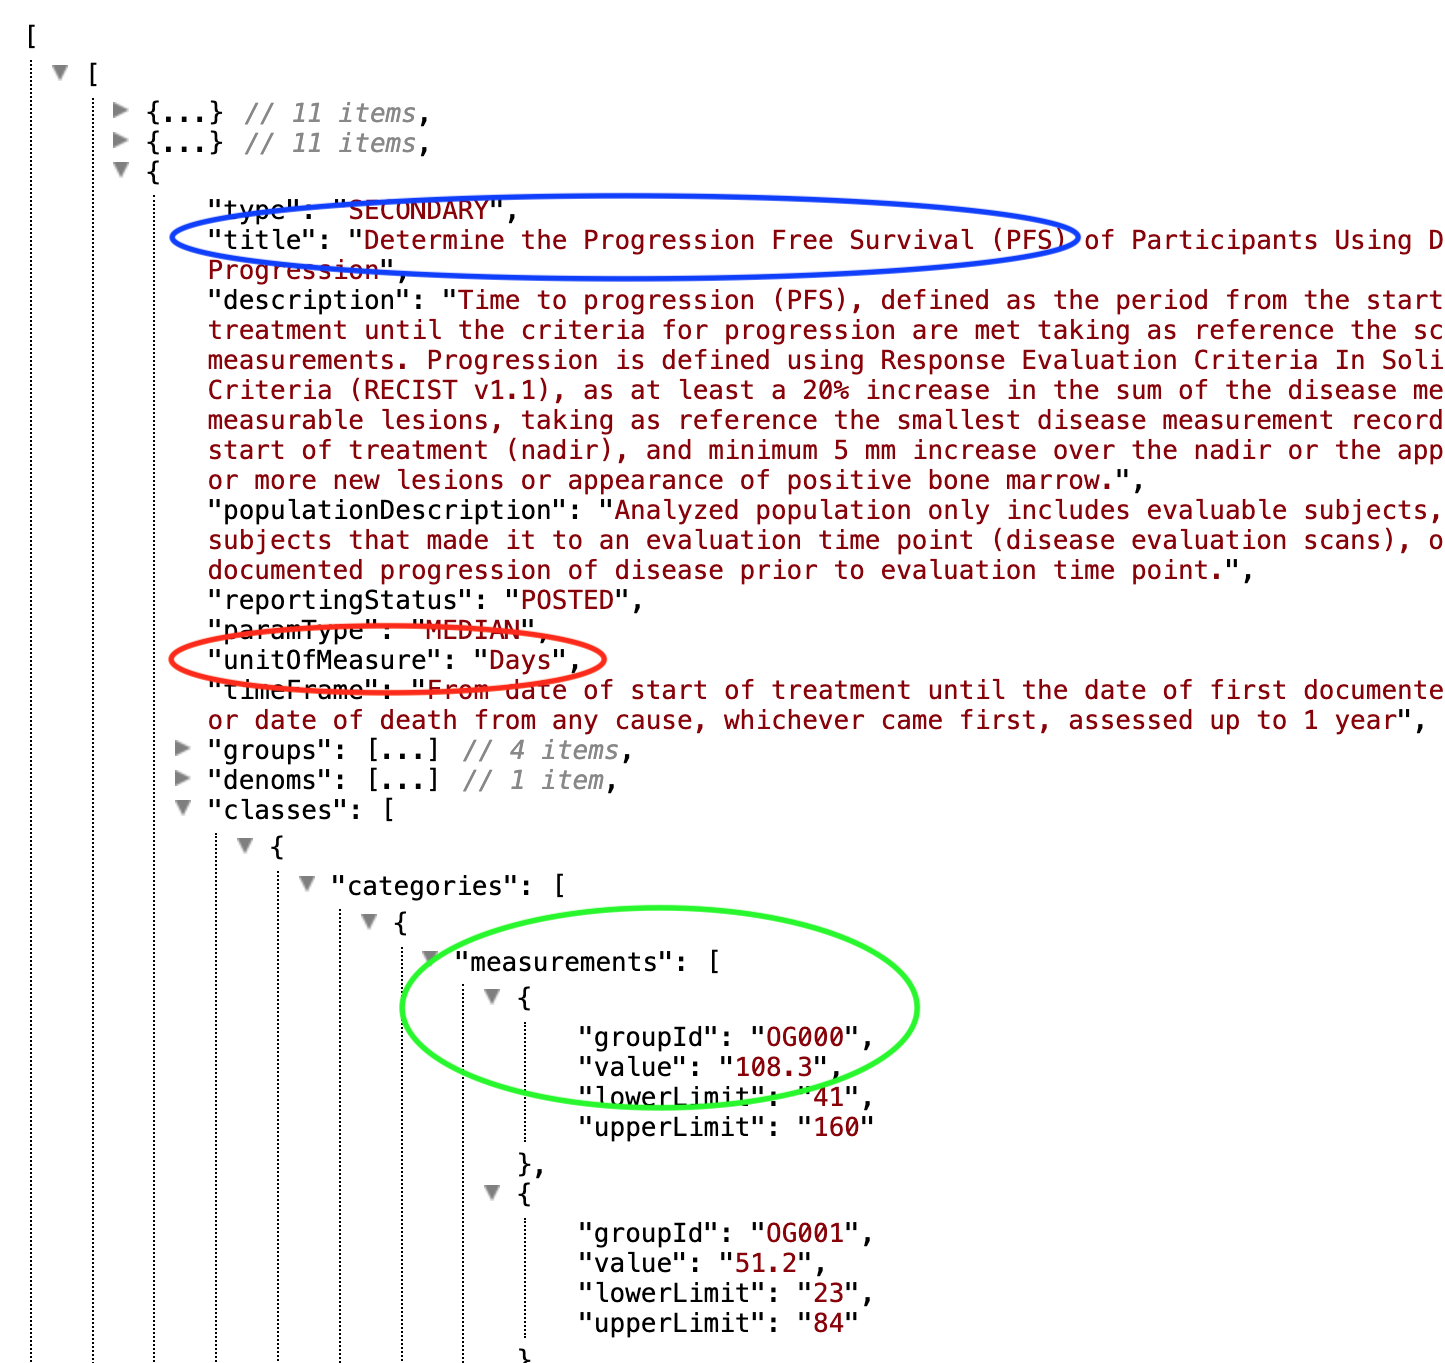 [
[
{...} // 11 items,
{...} // 11 items,
{
"type": "SECONDARY",
"title": "Determine the Progression Free Survival (PFS) of Participants Using D
Progression",
"description": "Time to progression (PFS), defined as the period from the start
treatment until the criteria for progression are met taking as reference the sc
measurements. Progression is defined using Response Evaluation Criteria In Soli
Criteria (RECIST v1.1), as at least a 20% increase in the sum of the disease me
measurable lesions, taking as reference the smallest disease measurement record
start of treatment (nadir), and minimum 5 mm increase over the nadir or the app
or more new lesions or appearance of positive bone marrow.",
"populationDescription": "Analyzed population only includes evaluable subjects,
subjects that made it to an evaluation time point (disease evaluation scans), o
documented progression of disease prior to evaluation time point.",
"reportingStatus": "POSTED",
"paramType": "MEDIAN",
"unitOfMeasure": "Days",
"timeFrame": "From date of start of treatment until the date of first documente
or date of death from any cause, whichever came first, assessed up to 1 year",
"groups": [...] // 4 items,
"denoms": [...] // 1 item,
"classes": [
{
"categories": [
{
"measurements": [
{
"groupId": "OG000",
"value": "108.3",
"lowerLimit": "41",
"upperLimit": "160"
},
{
"groupId": "OG001",
"value": "51.2",
"lowerLimit": "23",
"upperLimit": "84"
}